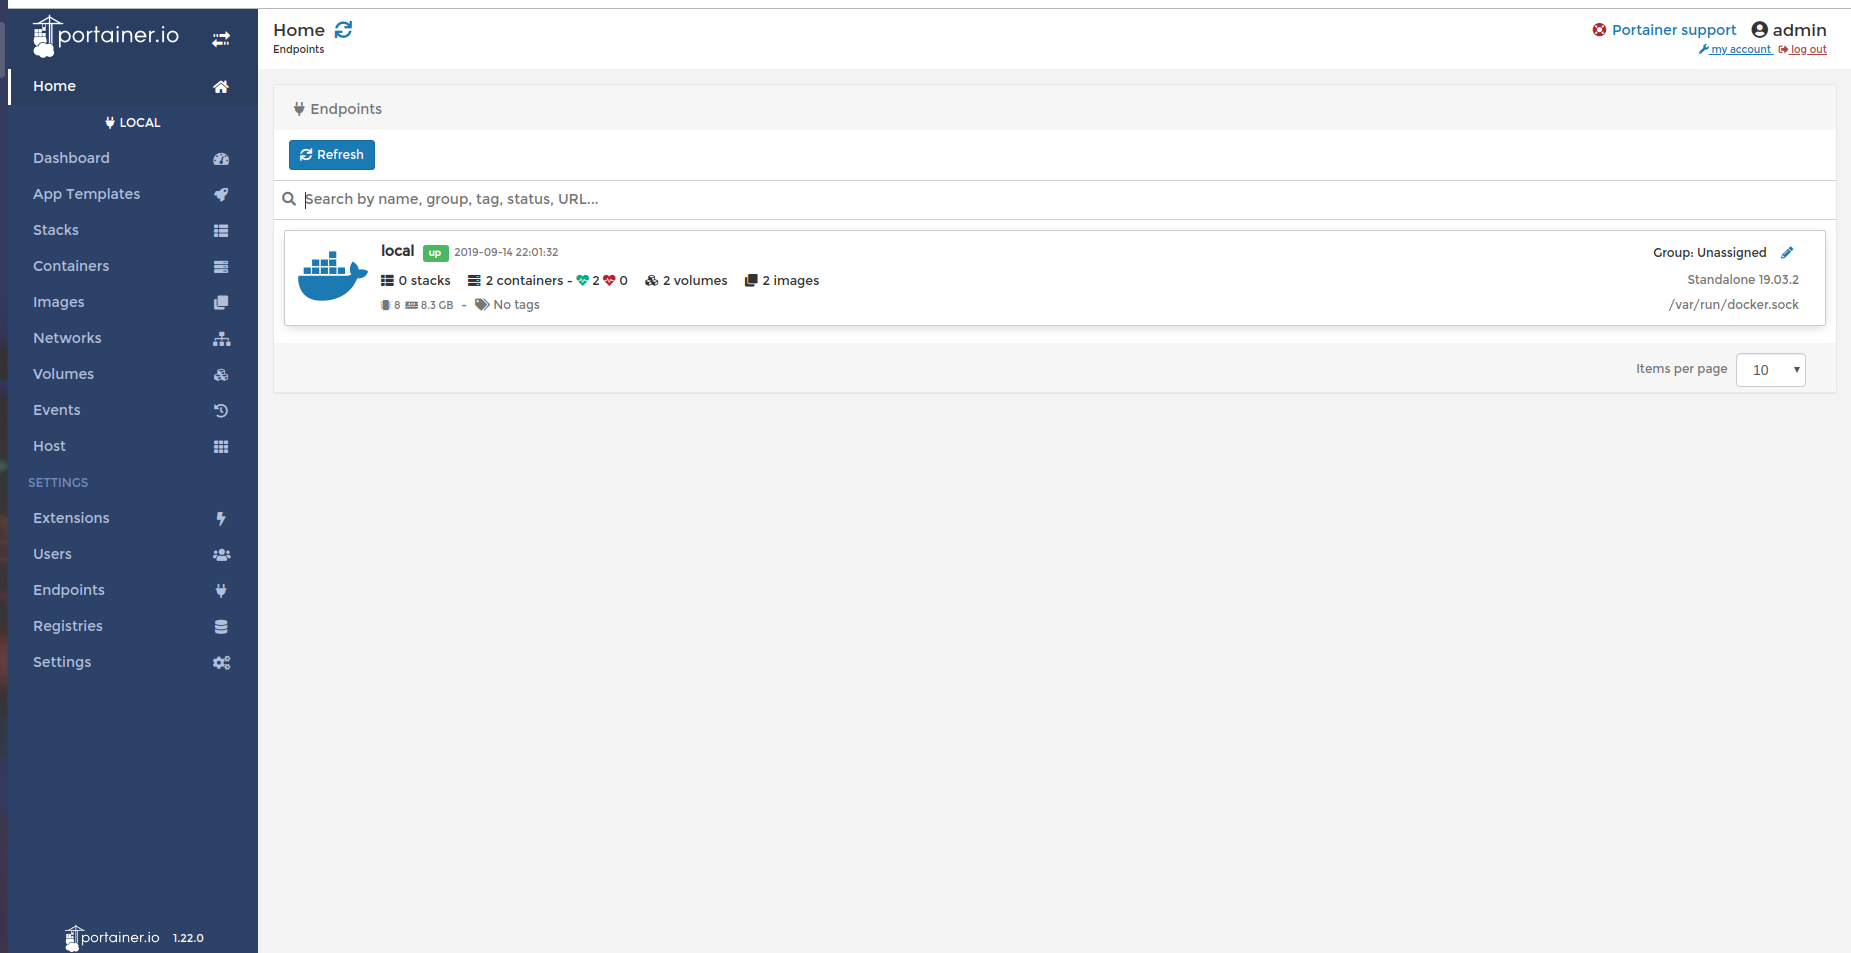 portainer.io
Home
LOCAL
Dashboard
App Templates
Stacks
Containers
Images
Networks
Volumes
Events
Host
SETTINGS
Extensions
Users
Endpoints
Registries
Settings
portainer.io 1.22.0
Home
Endpoints
Portainer support admin
my account log out
Endpoints
Refresh
Search by name, group, tag, status, URL...
local up 2019-09-14 22:01:32
0 stacks 2 containers - 2 0 2 volumes 2 images
8 8.3 GB - No tags
Group: Unassigned
Standalone 19.03.2
/var/run/docker.sock
Items per page 10